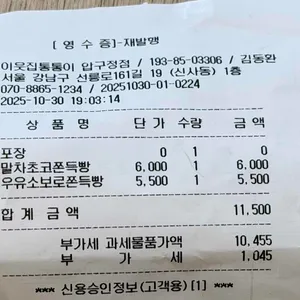 [ 영 수 증 ]-재발행
이웃집통통이 압구정점 / 193-85-03306 / 김동환
서울 강남구 선릉로161길 19 (신사동) 1층
070-8865-1234 / 20251030-01-0224
2025-10-30 19:03:14
상 품 명 단 가 수량 금 액
포장 0 1 0
말차초코쫀득빵 6,000 1 6,000
우유소보로쫀득빵 5,500 1 5,500
합 계 금 액 11,500
부가세 과세물품가액 10,455
부 가 세 1,045
*** 신용승인정보(고객용) [1] ***